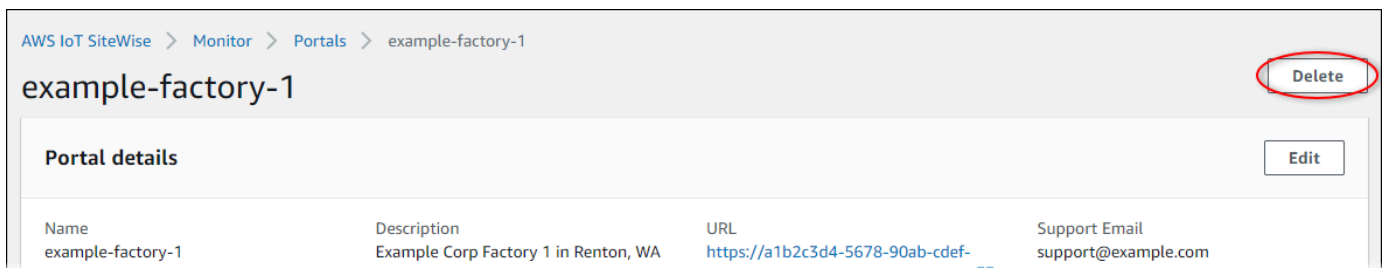 AWS IoT SiteWise > Monitor > Portals > example-factory-1
example-factory-1
Delete
Portal details
Edit
Name Description URL Support Email
example-factory-1 Example Corp Factory 1 in Renton, WA https://a1b2c3d4-5678-90ab-cdef- support@example.com